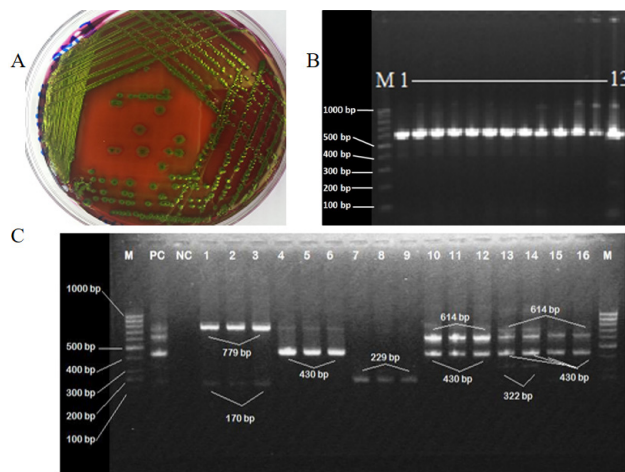 A
B
M 1 13
1000 bp
500 bp
400 bp
300 bp
200 bp
100 bp
C
M PC NC 1 2 3 4 5 6 7 8 9 10 11 12 13 14 15 16 M
1000 bp
614 bp 614 bp
500 bp
779 bp
229 bp
400 bp
430 bp
430 bp
430 bp
300 bp
322 bp
200 bp
170 bp
100 bp